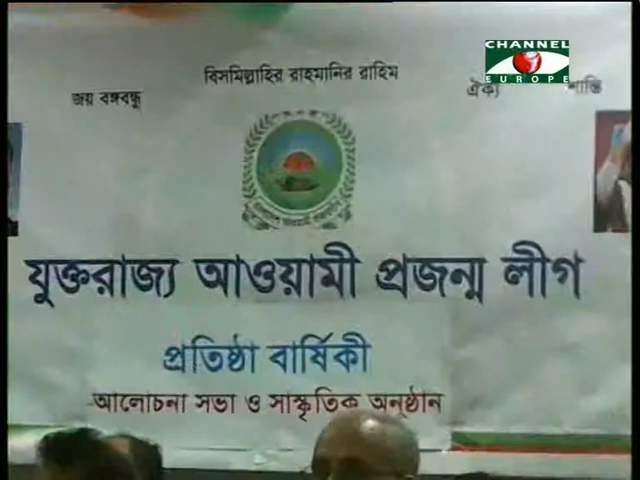 CHANNEL
EUROPE
বিসমিল্লাহির রাহমানির রাহিম
জয় বঙ্গবন্ধু
ঐক্য শান্তি
যুক্তরাজ্য আওয়ামী প্রজন্ম লীগ
প্রতিষ্ঠা বার্ষিকী
আলোচনা সভা ও সাস্কৃতিক অনুষ্ঠান